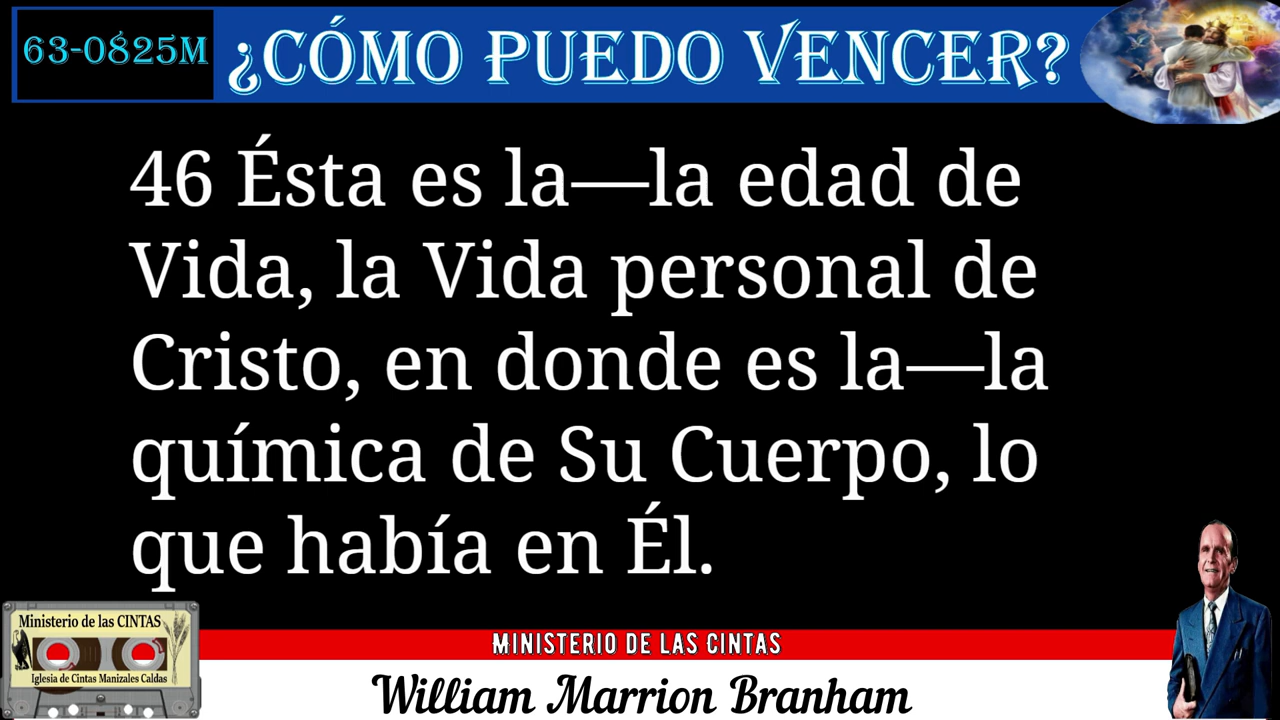 63-0825M
¿CÓMO PUEDO VENCER?
46 Ésta es la—la edad de
Vida, la Vida personal de
Cristo, en donde es la—la
química de Su Cuerpo, lo
que había en Él.
Ministerio de las CINTAS
Iglesia de Cintas Manizales Caldas
MINISTERIO DE LAS CINTAS
William Marrion Branham